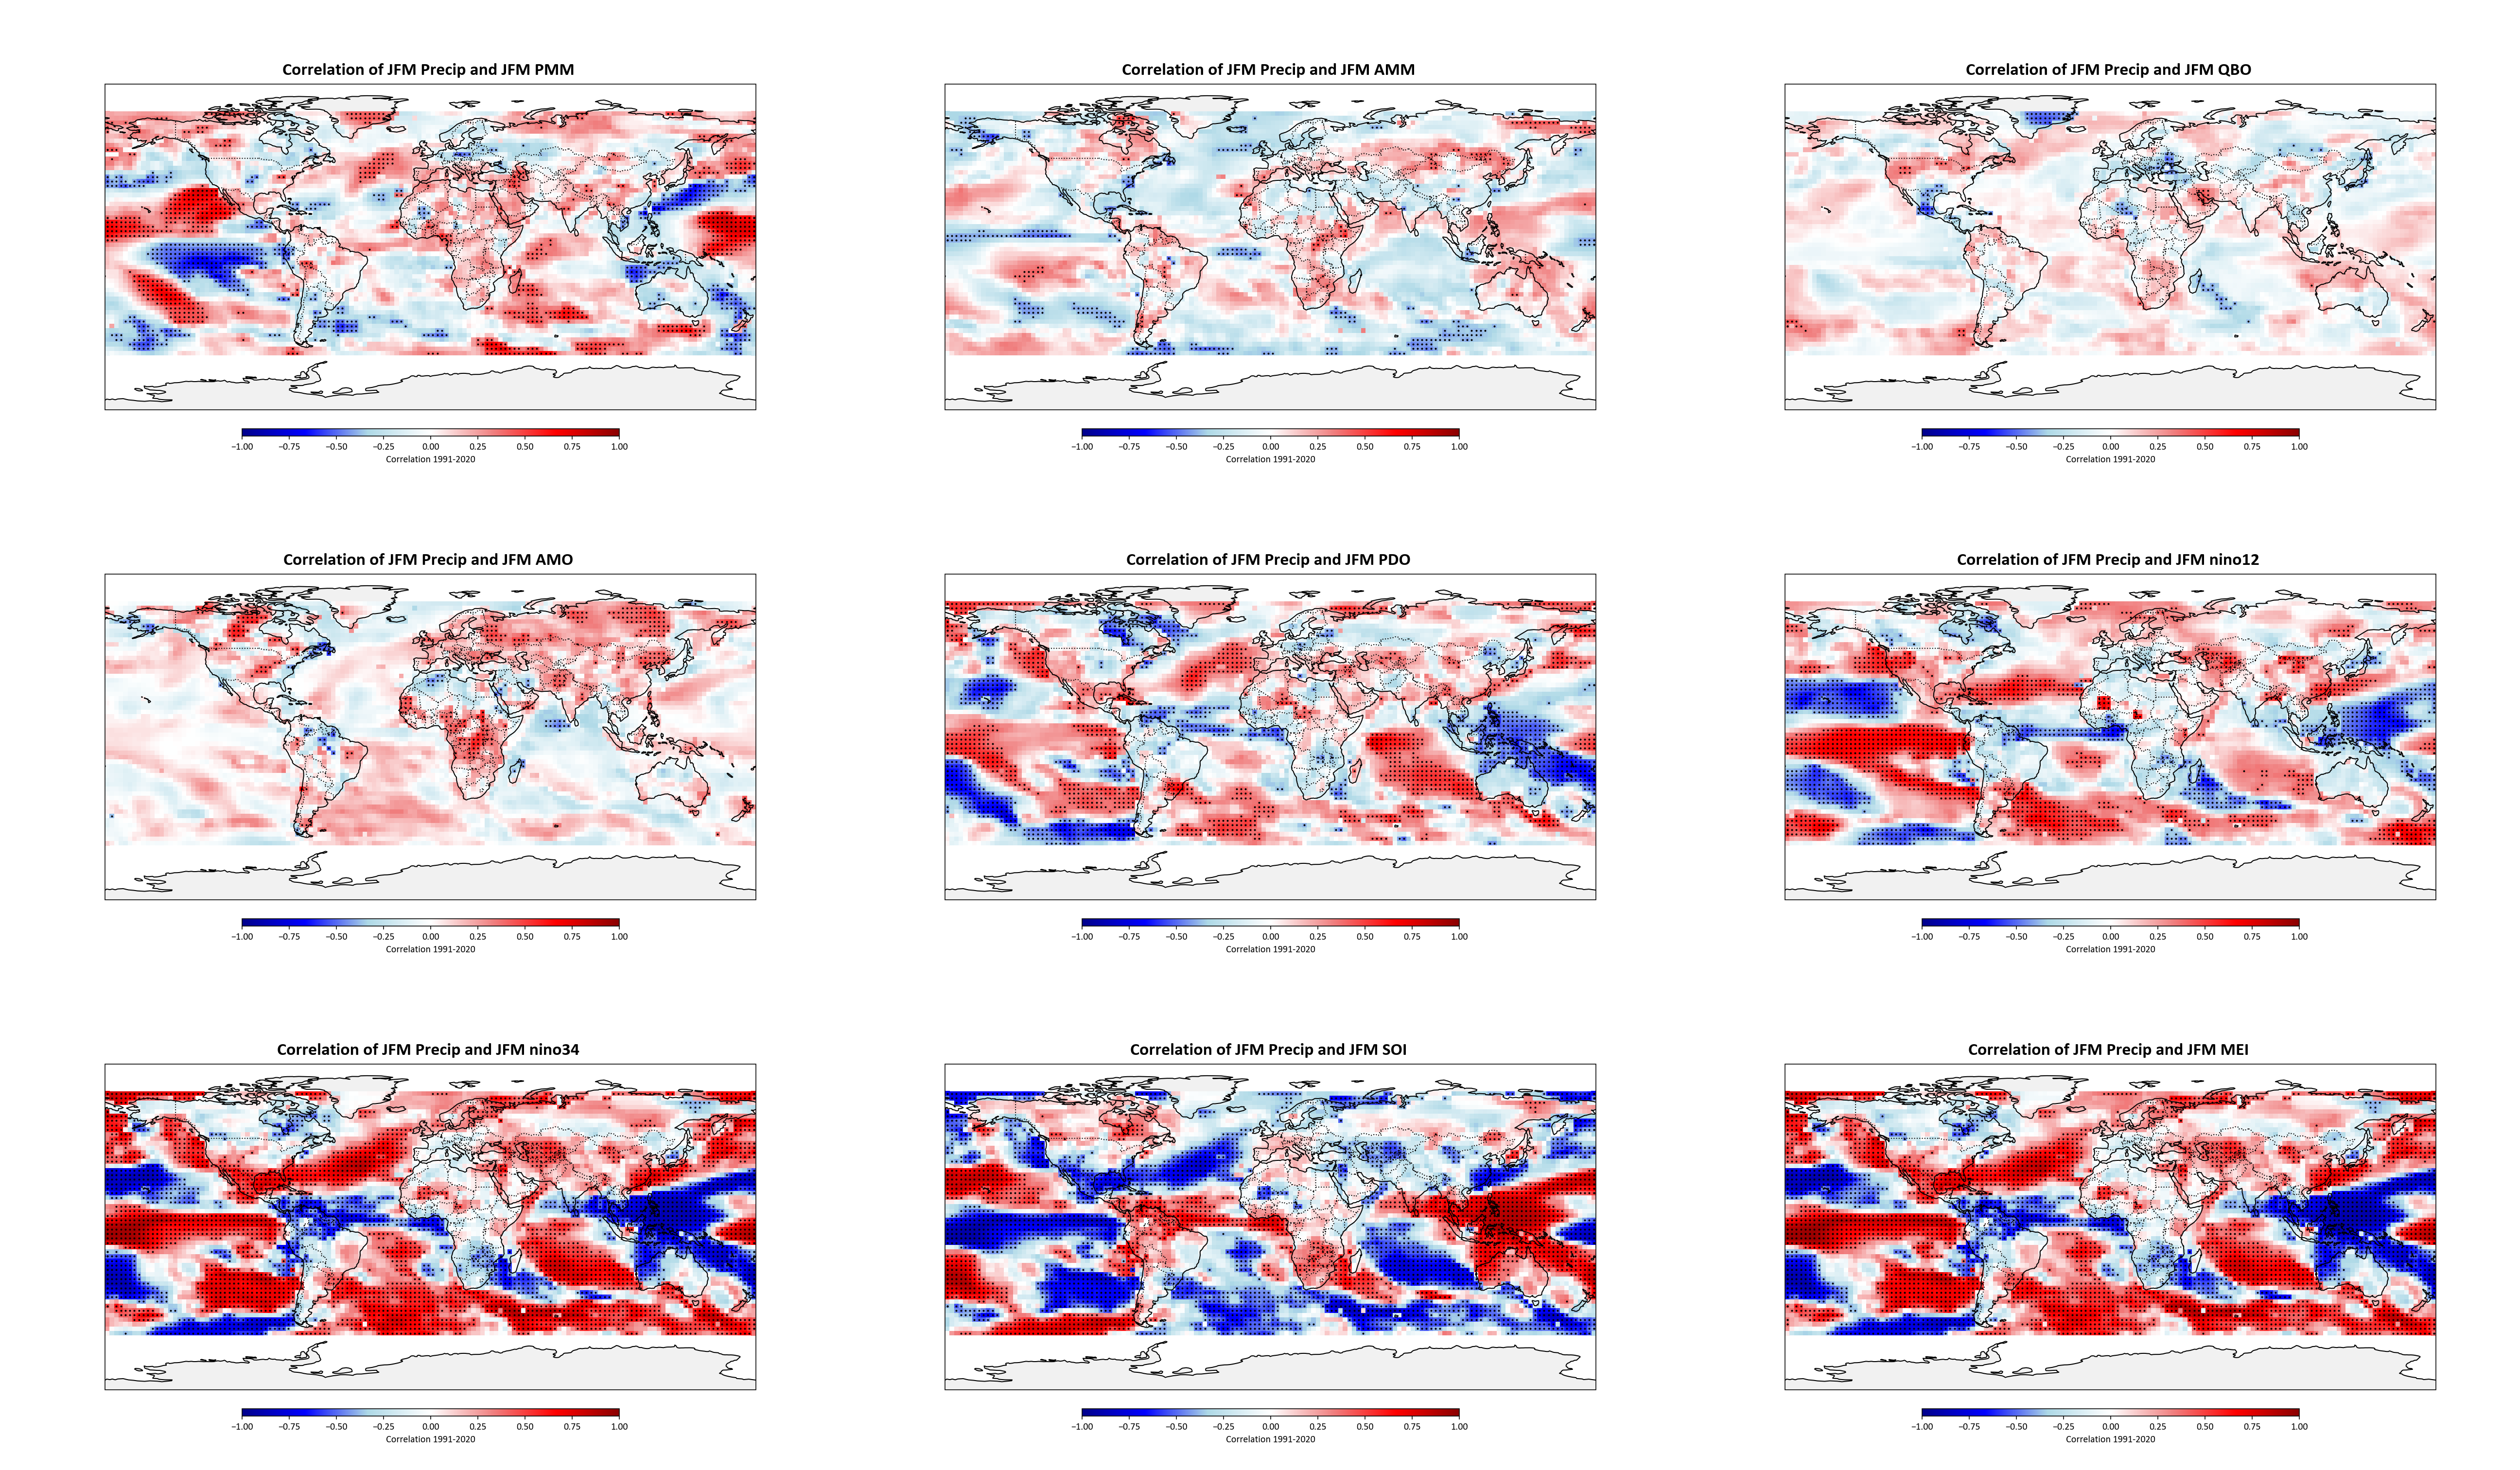 Correlation of JFM Precip and JFM PMM
−1.00 −0.75 −0.50 −0.25 0.00 0.25 0.50 0.75 1.00
Correlation 1991-2020
Correlation of JFM Precip and JFM AMM
−1.00 −0.75 −0.50 −0.25 0.00 0.25 0.50 0.75 1.00
Correlation 1991-2020
Correlation of JFM Precip and JFM QBO
−1.00 −0.75 −0.50 −0.25 0.00 0.25 0.50 0.75 1.00
Correlation 1991-2020
Correlation of JFM Precip and JFM AMO
−1.00 −0.75 −0.50 −0.25 0.00 0.25 0.50 0.75 1.00
Correlation 1991-2020
Correlation of JFM Precip and JFM PDO
−1.00 −0.75 −0.50 −0.25 0.00 0.25 0.50 0.75 1.00
Correlation 1991-2020
Correlation of JFM Precip and JFM nino12
−1.00 −0.75 −0.50 −0.25 0.00 0.25 0.50 0.75 1.00
Correlation 1991-2020
Correlation of JFM Precip and JFM nino34
−1.00 −0.75 −0.50 −0.25 0.00 0.25 0.50 0.75 1.00
Correlation 1991-2020
Correlation of JFM Precip and JFM SOI
−1.00 −0.75 −0.50 −0.25 0.00 0.25 0.50 0.75 1.00
Correlation 1991-2020
Correlation of JFM Precip and JFM MEI
−1.00 −0.75 −0.50 −0.25 0.00 0.25 0.50 0.75 1.00
Correlation 1991-2020